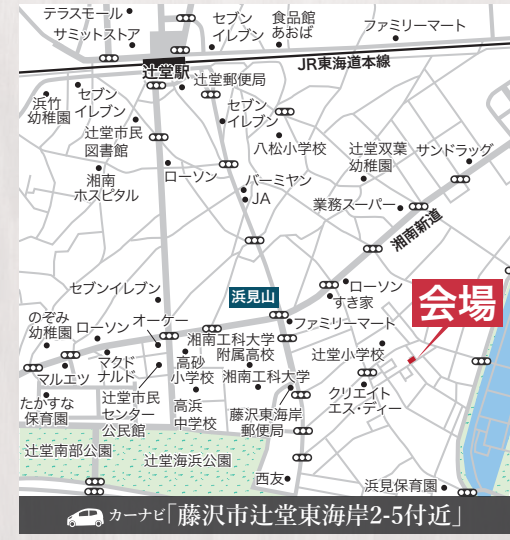 テラスモール
サミットストア
セブン
イレブン
食品館
あおば
ファミリーマート
JR東海道本線
辻堂駅
辻堂郵便局
浜竹
幼稚園
セブン
イレブン
セブン
イレブン
辻堂市民
図書館
八松小学校
辻堂双葉
幼稚園
サンドラッグ
湘南
ホスピタル
ローソン
バーミヤン
JA
業務スーパー
湘南新道
セブンイレブン
浜見山
ローソン
すき家
会場
のぞみ
幼稚園
ローソン
オーケー
ファミリーマート
湘南工科大学
附属高校
辻堂小学校
マルエツ
マクド
ナルド
高砂
小学校
湘南工科大学
クリエイト
エス・ディー
たかすな
保育園
辻堂市民
センター
公民館
高浜
中学校
藤沢東海岸
郵便局
辻堂南部公園
辻堂海浜公園
西友
浜見保育園
カーナビ「藤沢市辻堂東海岸2-5付近」